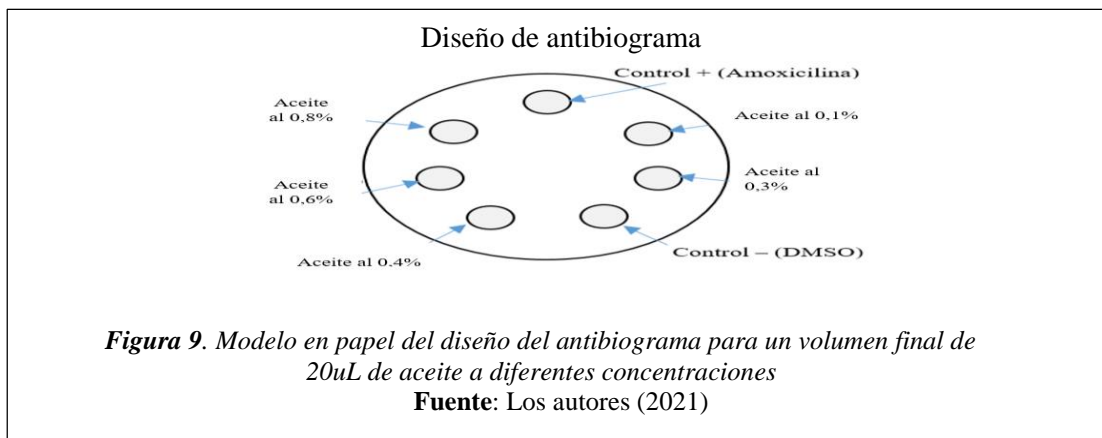 Diseño de antibiograma
Control + (Amoxicilina)
Aceite
al 0,8%
Aceite al 0,1%
Aceite
al 0,6%
Aceite al
0,3%
Aceite al 0.4%
Control – (DMSO)
Figura 9. Modelo en papel del diseño del antibiograma para un volumen final de
20uL de aceite a diferentes concentraciones
Fuente: Los autores (2021)